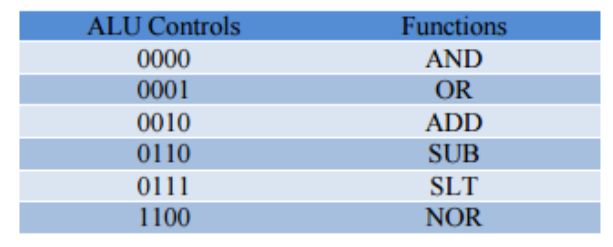 ALU Controls Functions
0000 AND
0001 OR
0010 ADD
0110 SUB
0111 SLT
1100 NOR